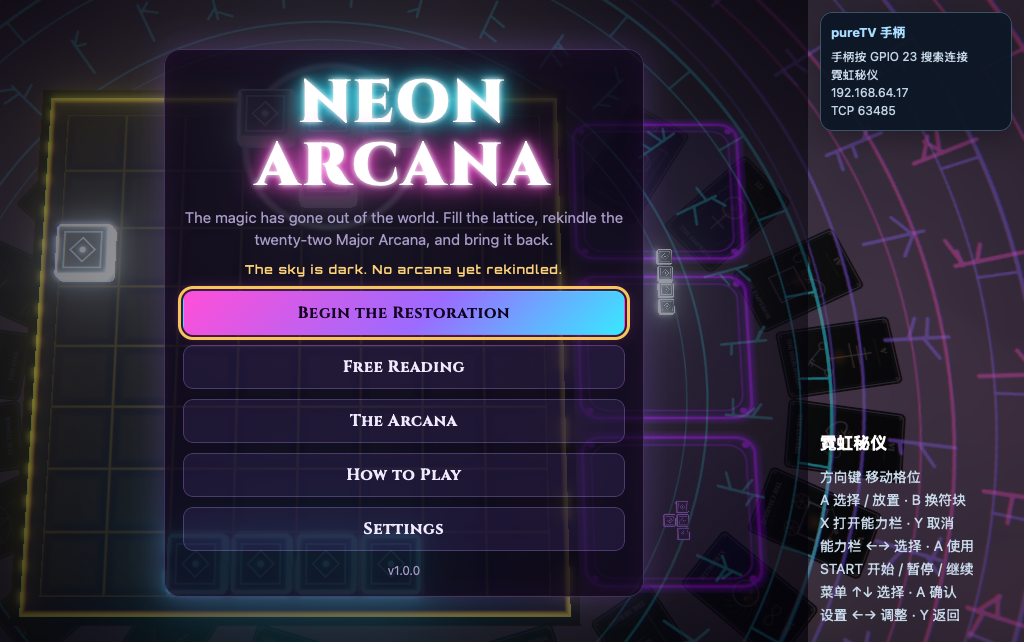 NEON
ARCANA
The magic has gone out of the world. Fill the lattice, rekindle the
twenty-two Major Arcana, and bring it back.
The sky is dark. No arcana yet rekindled.
Begin the Restoration
Free Reading
The Arcana
How to Play
Settings
v1.0.0
pureTV 手柄
手柄按 GPIO 23 搜索连接
霓虹秘仪
192.168.64.17
TCP 63485
霓虹秘仪
方向键 移动格位
A 选择 / 放置 · B 换符块
X 打开能力栏 · Y 取消
能力栏 ←→ 选择 · A 使用
START 开始 / 暂停 / 继续
菜单 ↑↓ 选择 · A 确认
设置 ←→ 调整 · Y 返回